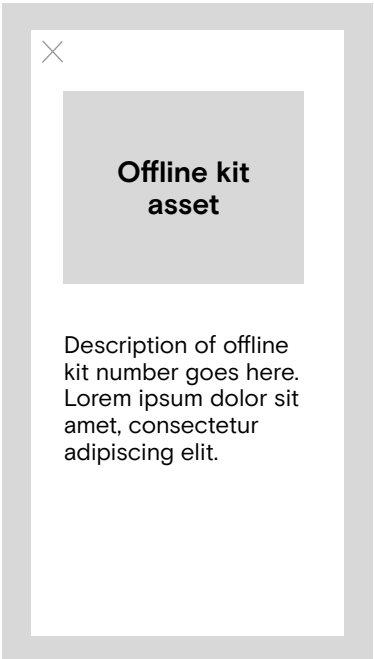 Offline kit
asset
Description of offline
kit number goes here.
Lorem ipsum dolor sit
amet, consectetur
adipiscing elit.